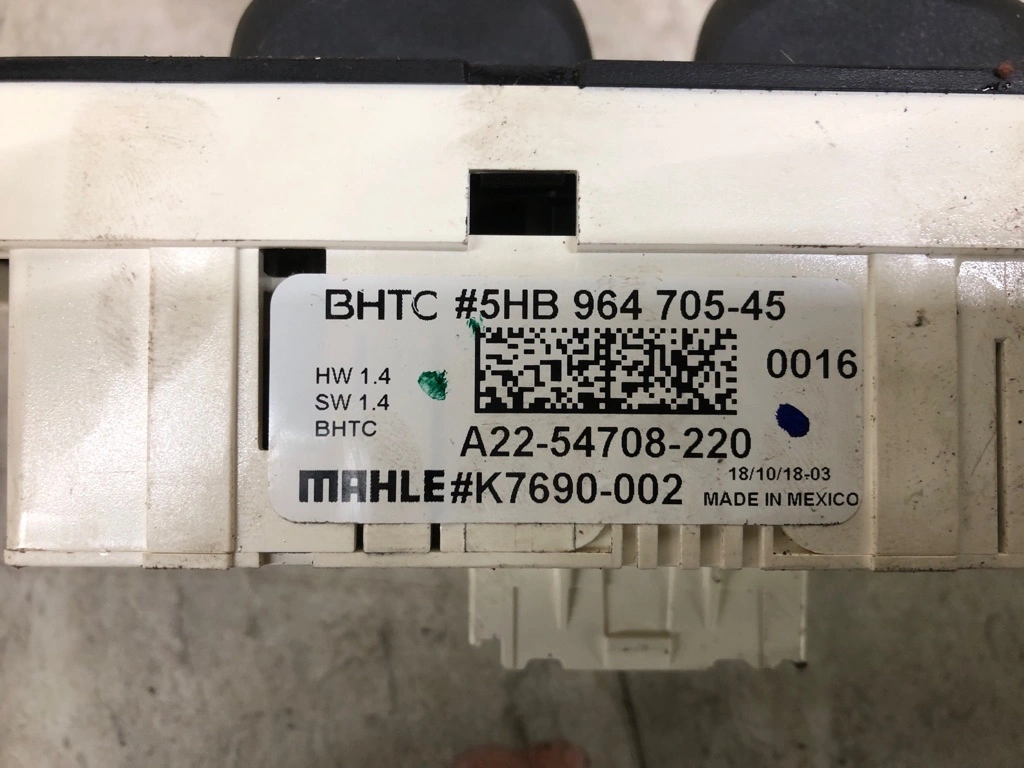 BHTC #5HB 964 705-45
0016
HW 1.4
SW 1.4
BHTC
A22-54708-220
18/10/18-03
MAHLE#K7690-002
MADE IN MEXICO